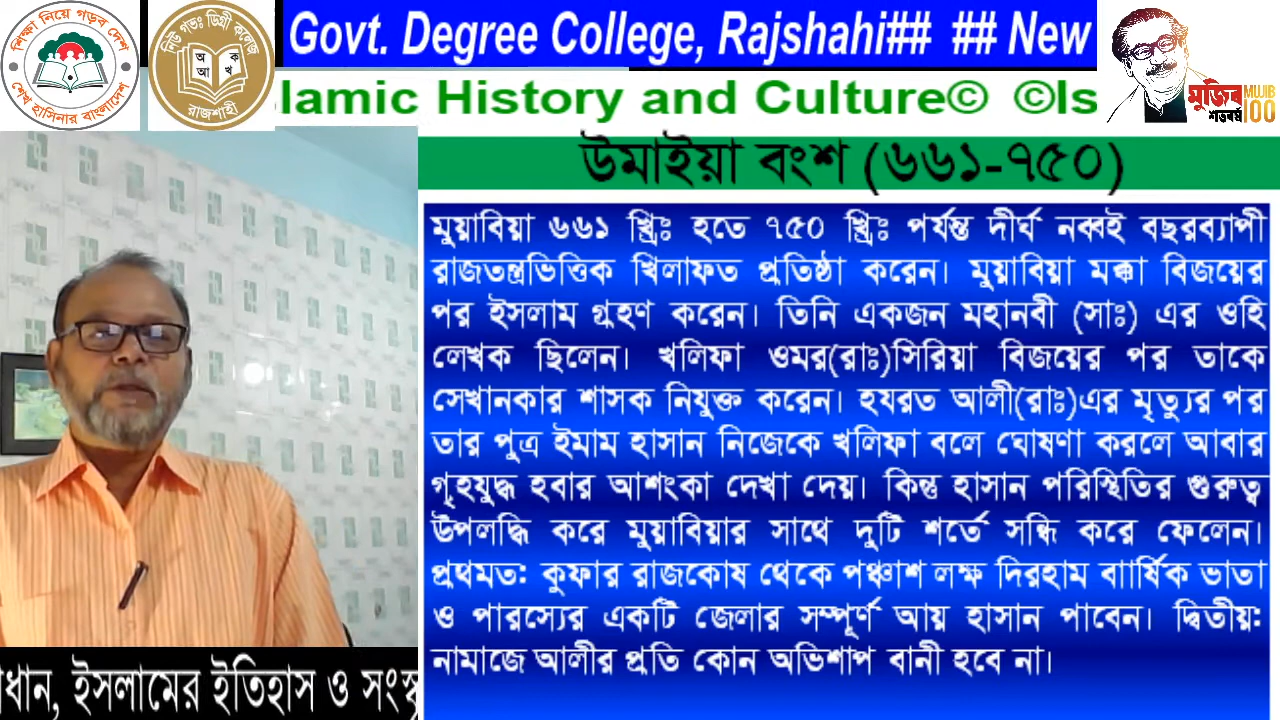 শিক্ষা নিয়ে গড়ব দেশ
শেখ হাসিনার বাংলাদেশ
নিউ গভঃ ডিগ্রী কলেজ
অ ক
আ খ
রাজশাহী
Govt. Degree College, Rajshahi## ## New
lamic History and Culture© ©Is
মুজিব
শতবর্ষ
MUJIB
100
উমাইয়া বংশ (৬৬১-৭৫০)
মুয়াবিয়া ৬৬১ খ্রিঃ হতে ৭৫০ খ্রিঃ পর্যন্ত দীর্ঘ নব্বই বছরব্যাপী
রাজতন্ত্রভিত্তিক খিলাফত প্রতিষ্ঠা করেন। মুয়াবিয়া মক্কা বিজয়ের
পর ইসলাম গ্রহণ করেন। তিনি একজন মহানবী (সাঃ) এর ওহি
লেখক ছিলেন। খলিফা ওমর(রাঃ)সিরিয়া বিজয়ের পর তাকে
সেখানকার শাসক নিযুক্ত করেন। হযরত আলী(রাঃ)এর মৃত্যুর পর
তার পুত্র ইমাম হাসান নিজেকে খলিফা বলে ঘোষণা করলে আবার
গৃহযুদ্ধ হবার আশংকা দেখা দেয়। কিন্তু হাসান পরিস্থিতির গুরুত্ব
উপলদ্ধি করে মুয়াবিয়ার সাথে দুটি শর্তে সন্ধি করে ফেলেন।
প্রথমতঃ কুফার রাজকোষ থেকে পঞ্চাশ লক্ষ দিরহাম বাার্ষিক ভাতা
ও পারস্যের একটি জেলার সম্পূর্ণ আয় হাসান পাবেন। দ্বিতীয়ঃ
নামাজে আলীর প্রতি কোন অভিশাপ বানী হবে না।
ধান, ইসলামের ইতিহাস ও সংস্কৃ